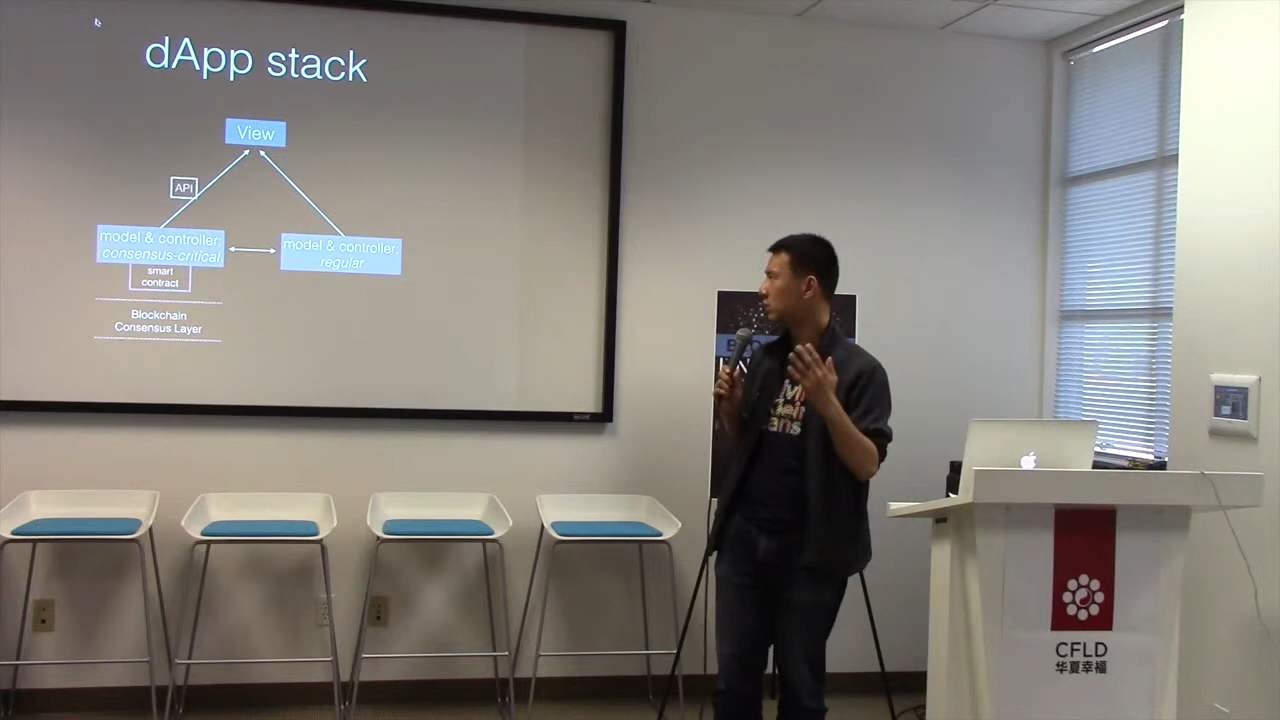 dApp stack
View
API
model & controller:
consensus-critical
model & controller:
regular
smart
contract
Blockchain
Consensus Layer
CFLD
华夏幸福